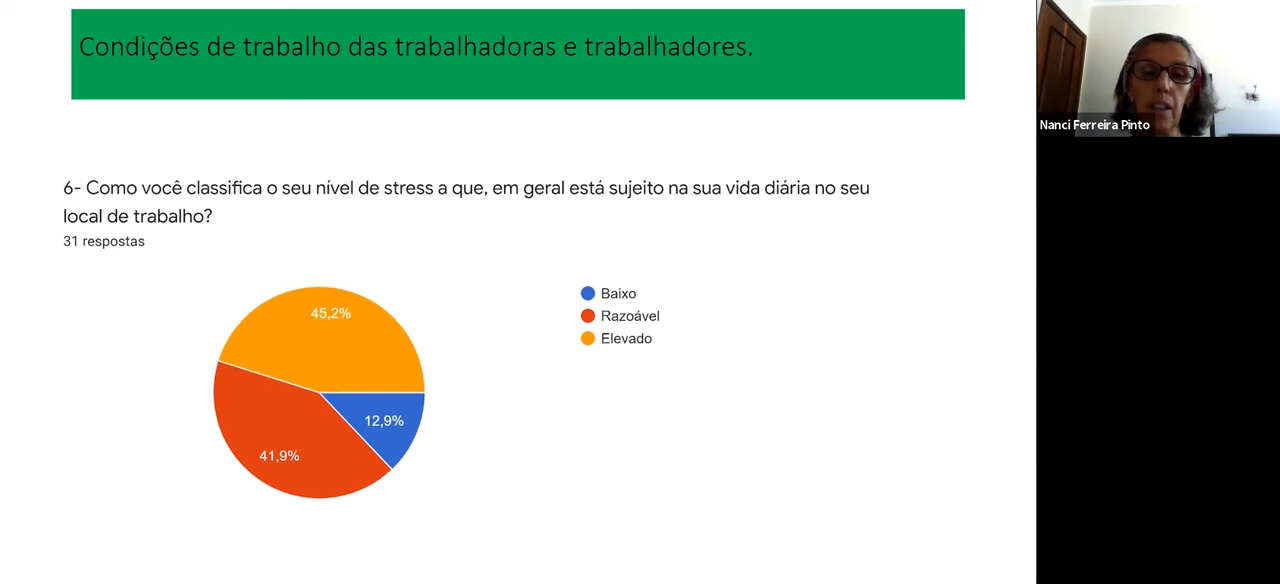 Condições de trabalho das trabalhadoras e trabalhadores.
Nanci Ferreira Pinto
6- Como você classifica o seu nível de stress a que, em geral está sujeito na sua vida diária no seu
local de trabalho?
31 respostas
45,2%
12,9%
41,9%
Baixo
Razoável
Elevado